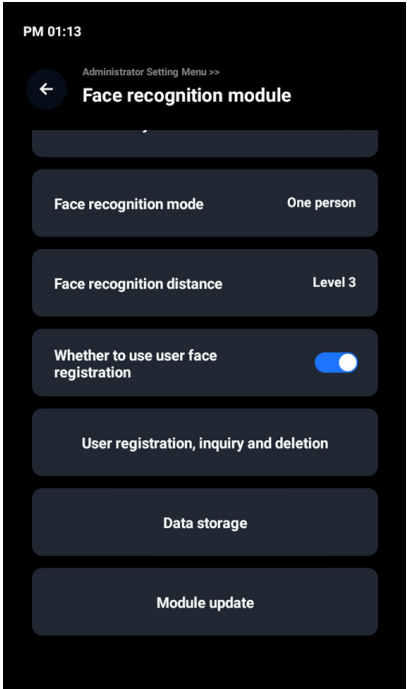 PM 01:13
Administrator Setting Menu >>
Face recognition module
Face recognition mode
One person
Face recognition distance
Level 3
Whether to use user face
registration
User registration, inquiry and deletion
Data storage
Module update